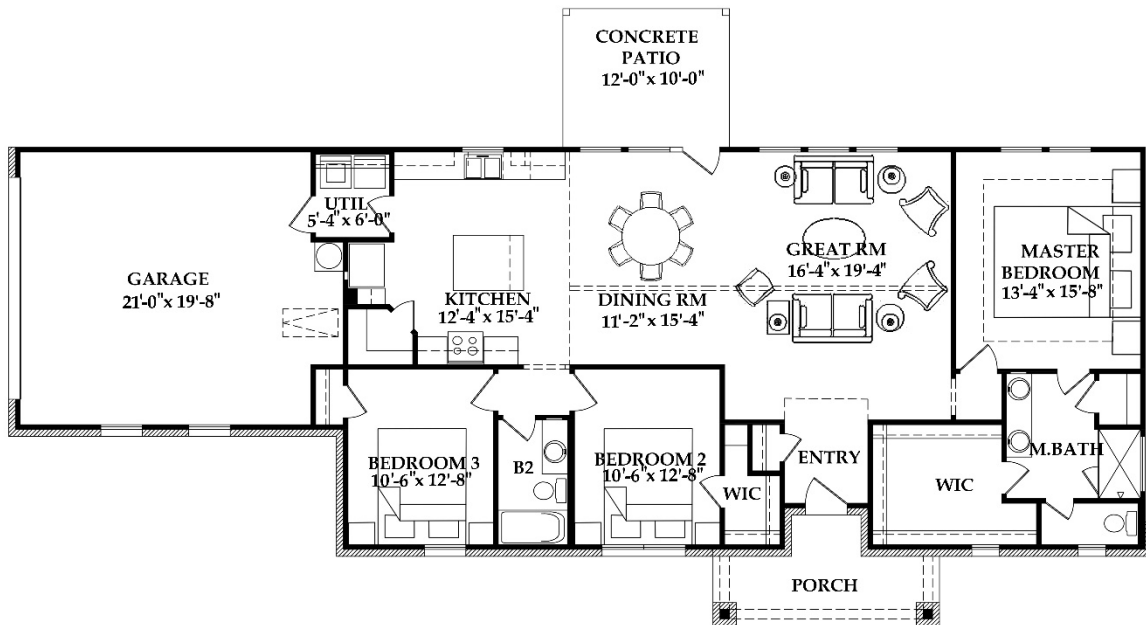 CONCRETE
PATIO
12'-0" x 10'-0"
UTIL
5'-4" x 6'-0"
GARAGE
21'-0" x 19'-8"
KITCHEN
12'-4" x 15'-4"
DINING RM
11'-2" x 15'-4"
GREAT RM
16'-4" x 19'-4"
MASTER
BEDROOM
13'-4" x 15'-8"
BEDROOM 3
10'-6" x 12'-8"
B2
BEDROOM 2
10'-6" x 12'-8"
WIC
ENTRY
WIC
M.BATH
PORCH